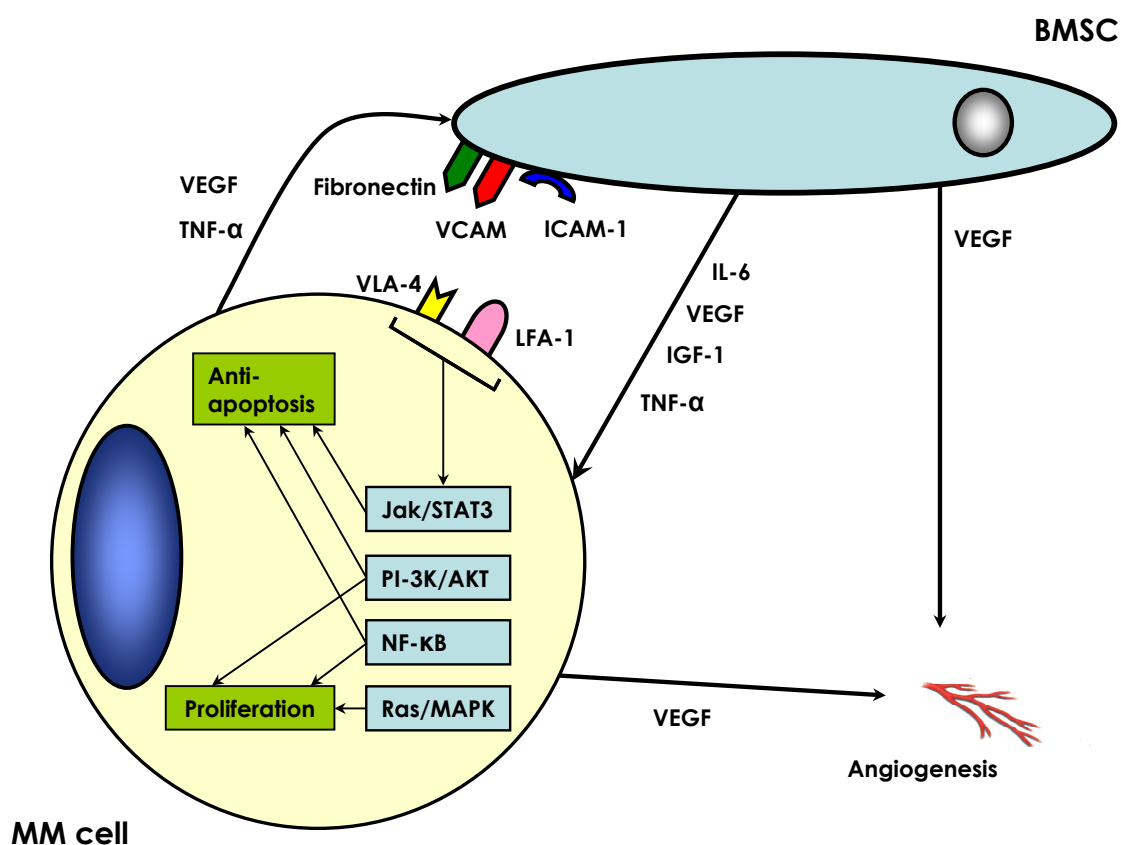 BMSC
VEGF
TNF-α
Fibronectin
VCAM
ICAM-1
VEGF
IL-6
VEGF
IGF-1
TNF-α
VLA-4
LFA-1
Anti-
apoptosis
Jak/STAT3
PI-3K/AKT
NF-κB
Proliferation
Ras/MAPK
VEGF
Angiogenesis
MM cell